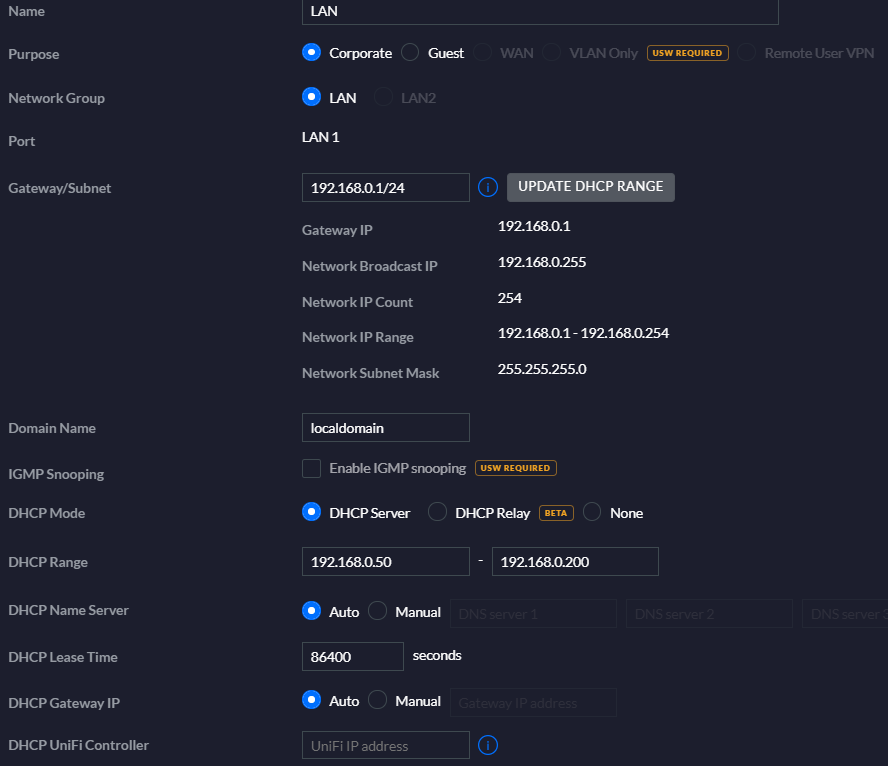 Name LAN
Purpose Corporate Guest WAN VLAN Only USW REQUIRED Remote User VPN
Network Group LAN LAN2
Port LAN 1
Gateway/Subnet 192.168.0.1/24 i UPDATE DHCP RANGE
Gateway IP 192.168.0.1
Network Broadcast IP 192.168.0.255
Network IP Count 254
Network IP Range 192.168.0.1 - 192.168.0.254
Network Subnet Mask 255.255.255.0
Domain Name localdomain
IGMP Snooping Enable IGMP snooping USW REQUIRED
DHCP Mode DHCP Server DHCP Relay BETA None
DHCP Range 192.168.0.50 - 192.168.0.200
DHCP Name Server Auto Manual DNS server 1 DNS server 2 DNS server 3
DHCP Lease Time 86400 seconds
DHCP Gateway IP Auto Manual Gateway IP address
DHCP UniFi Controller UniFi IP address i